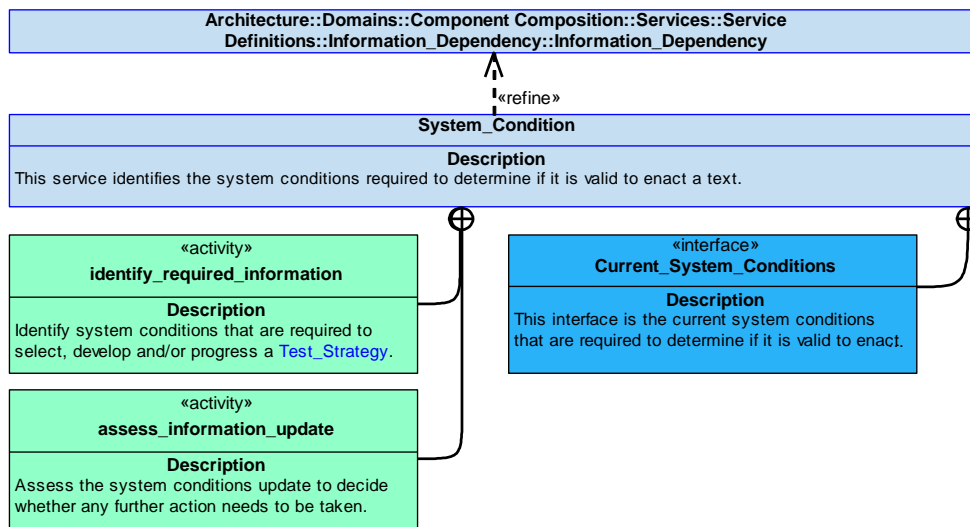 Architecture::Domains::Component Composition::Services::Service
Definitions::Information_Dependency::Information_Dependency
«refine»
System_Condition
Description
This service identifies the system conditions required to determine if it is valid to enact a text.
«activity»
identify_required_information
Description
Identify system conditions that are required to
select, develop and/or progress a Test_Strategy.
«interface»
Current_System_Conditions
Description
This interface is the current system conditions
that are required to determine if it is valid to enact.
«activity»
assess_information_update
Description
Assess the system conditions update to decide
whether any further action needs to be taken.